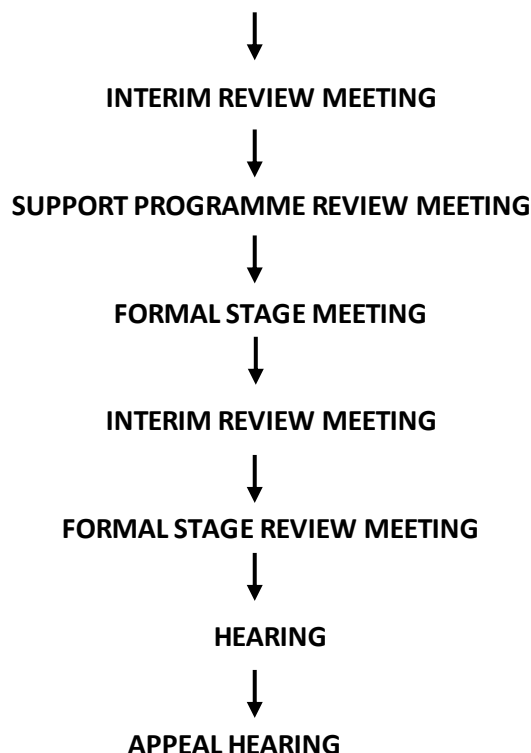 INTERIM REVIEW MEETING
SUPPORT PROGRAMME REVIEW MEETING
FORMAL STAGE MEETING
INTERIM REVIEW MEETING
FORMAL STAGE REVIEW MEETING
HEARING
APPEAL HEARING